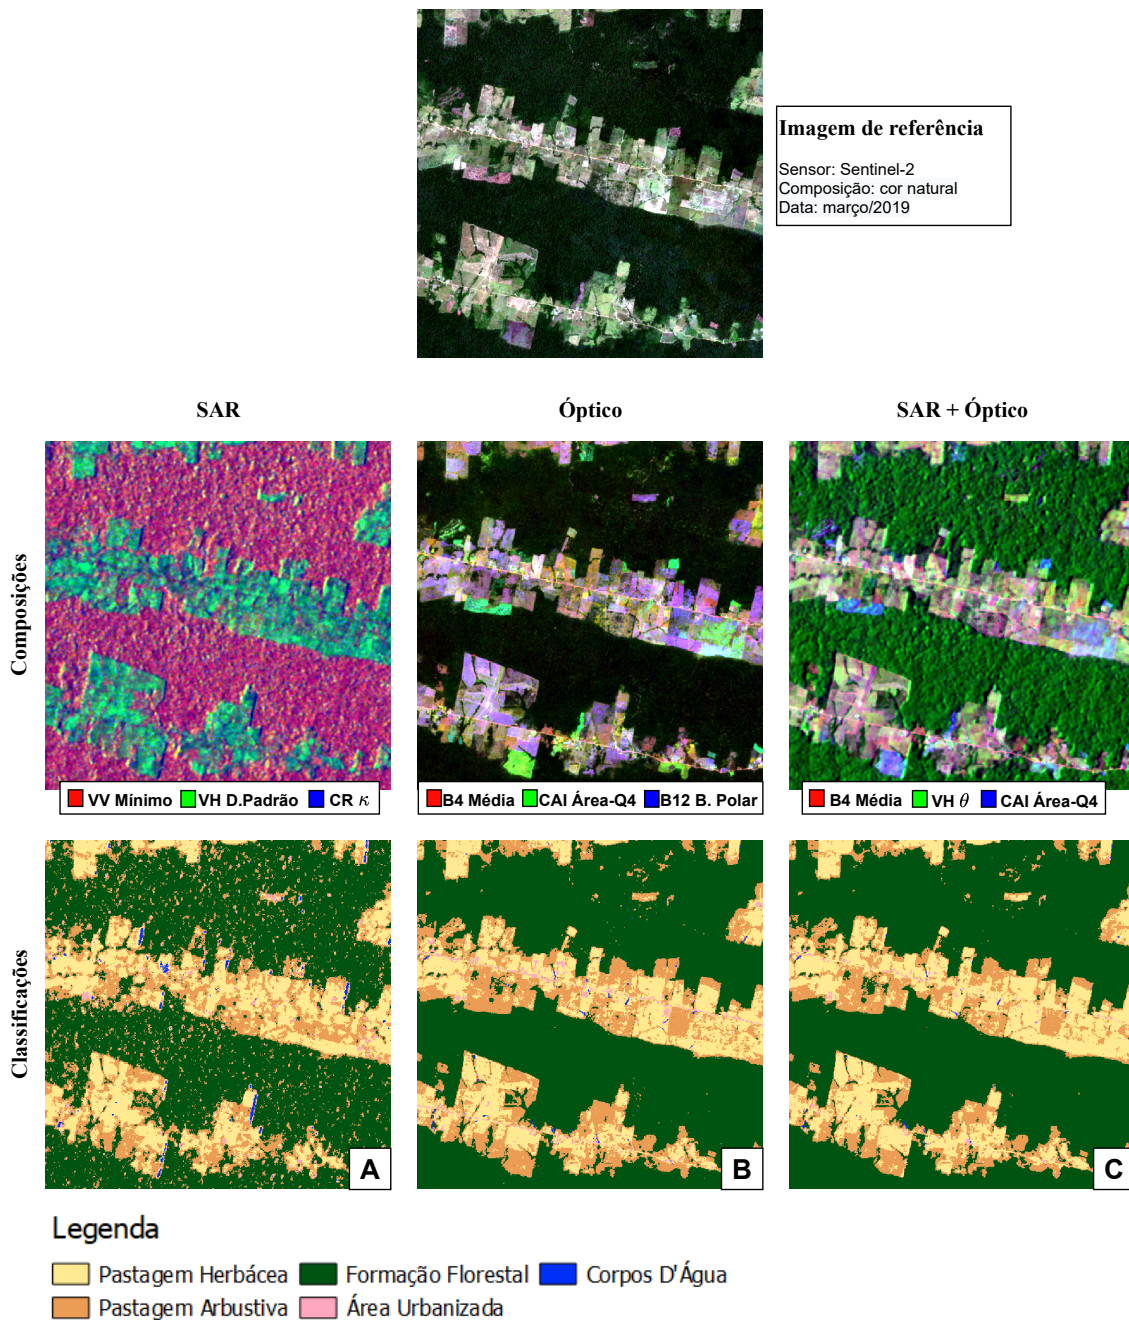 Imagem de referência
Sensor: Sentinel-2
Composição: cor natural
Data: março/2019
SAR
Óptico
SAR + Óptico
Composições
VV Mínimo VH D.Padrão CR κ
B4 Média CAI Área-Q4 B12 B. Polar
B4 Média VH θ CAI Área-Q4
Classificações
A
B
C
Legenda
Pastagem Herbácea Formação Florestal Corpos D'Água
Pastagem Arbustiva Área Urbanizada